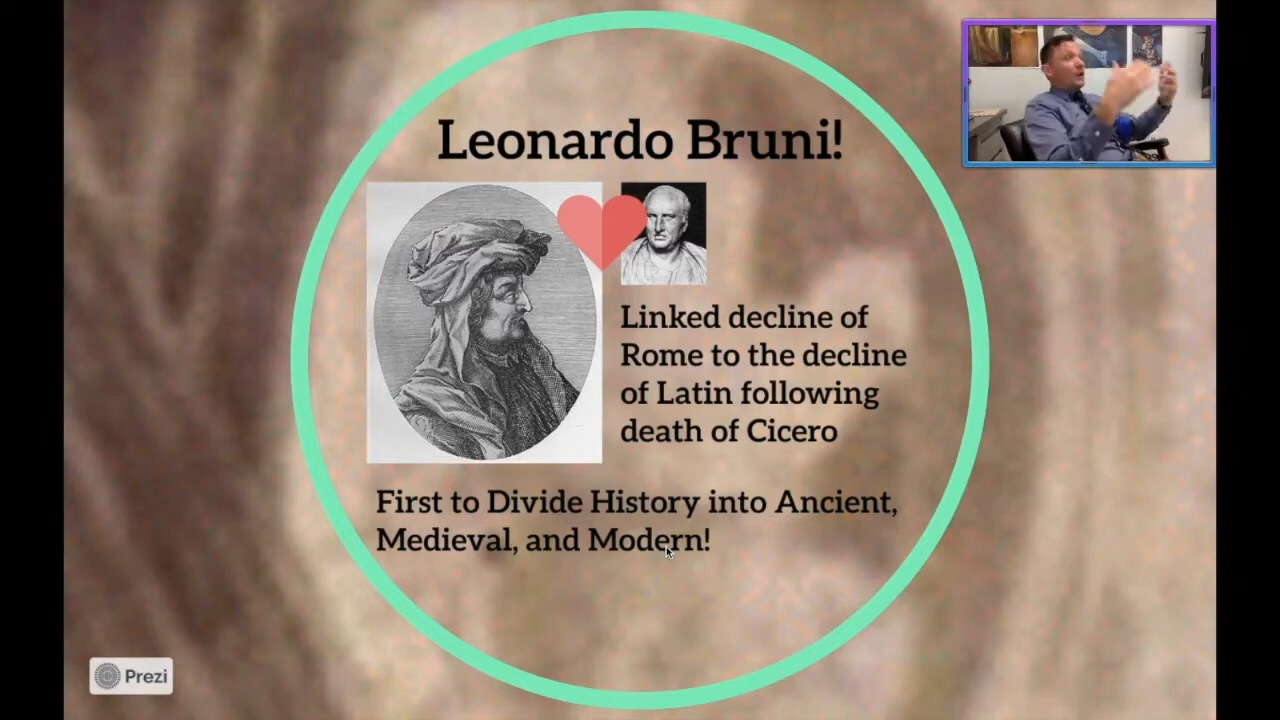 Leonardo Bruni!
Linked decline of
Rome to the decline
of Latin following
death of Cicero
First to Divide History into Ancient,
Medieval, and Modern!
Prezi